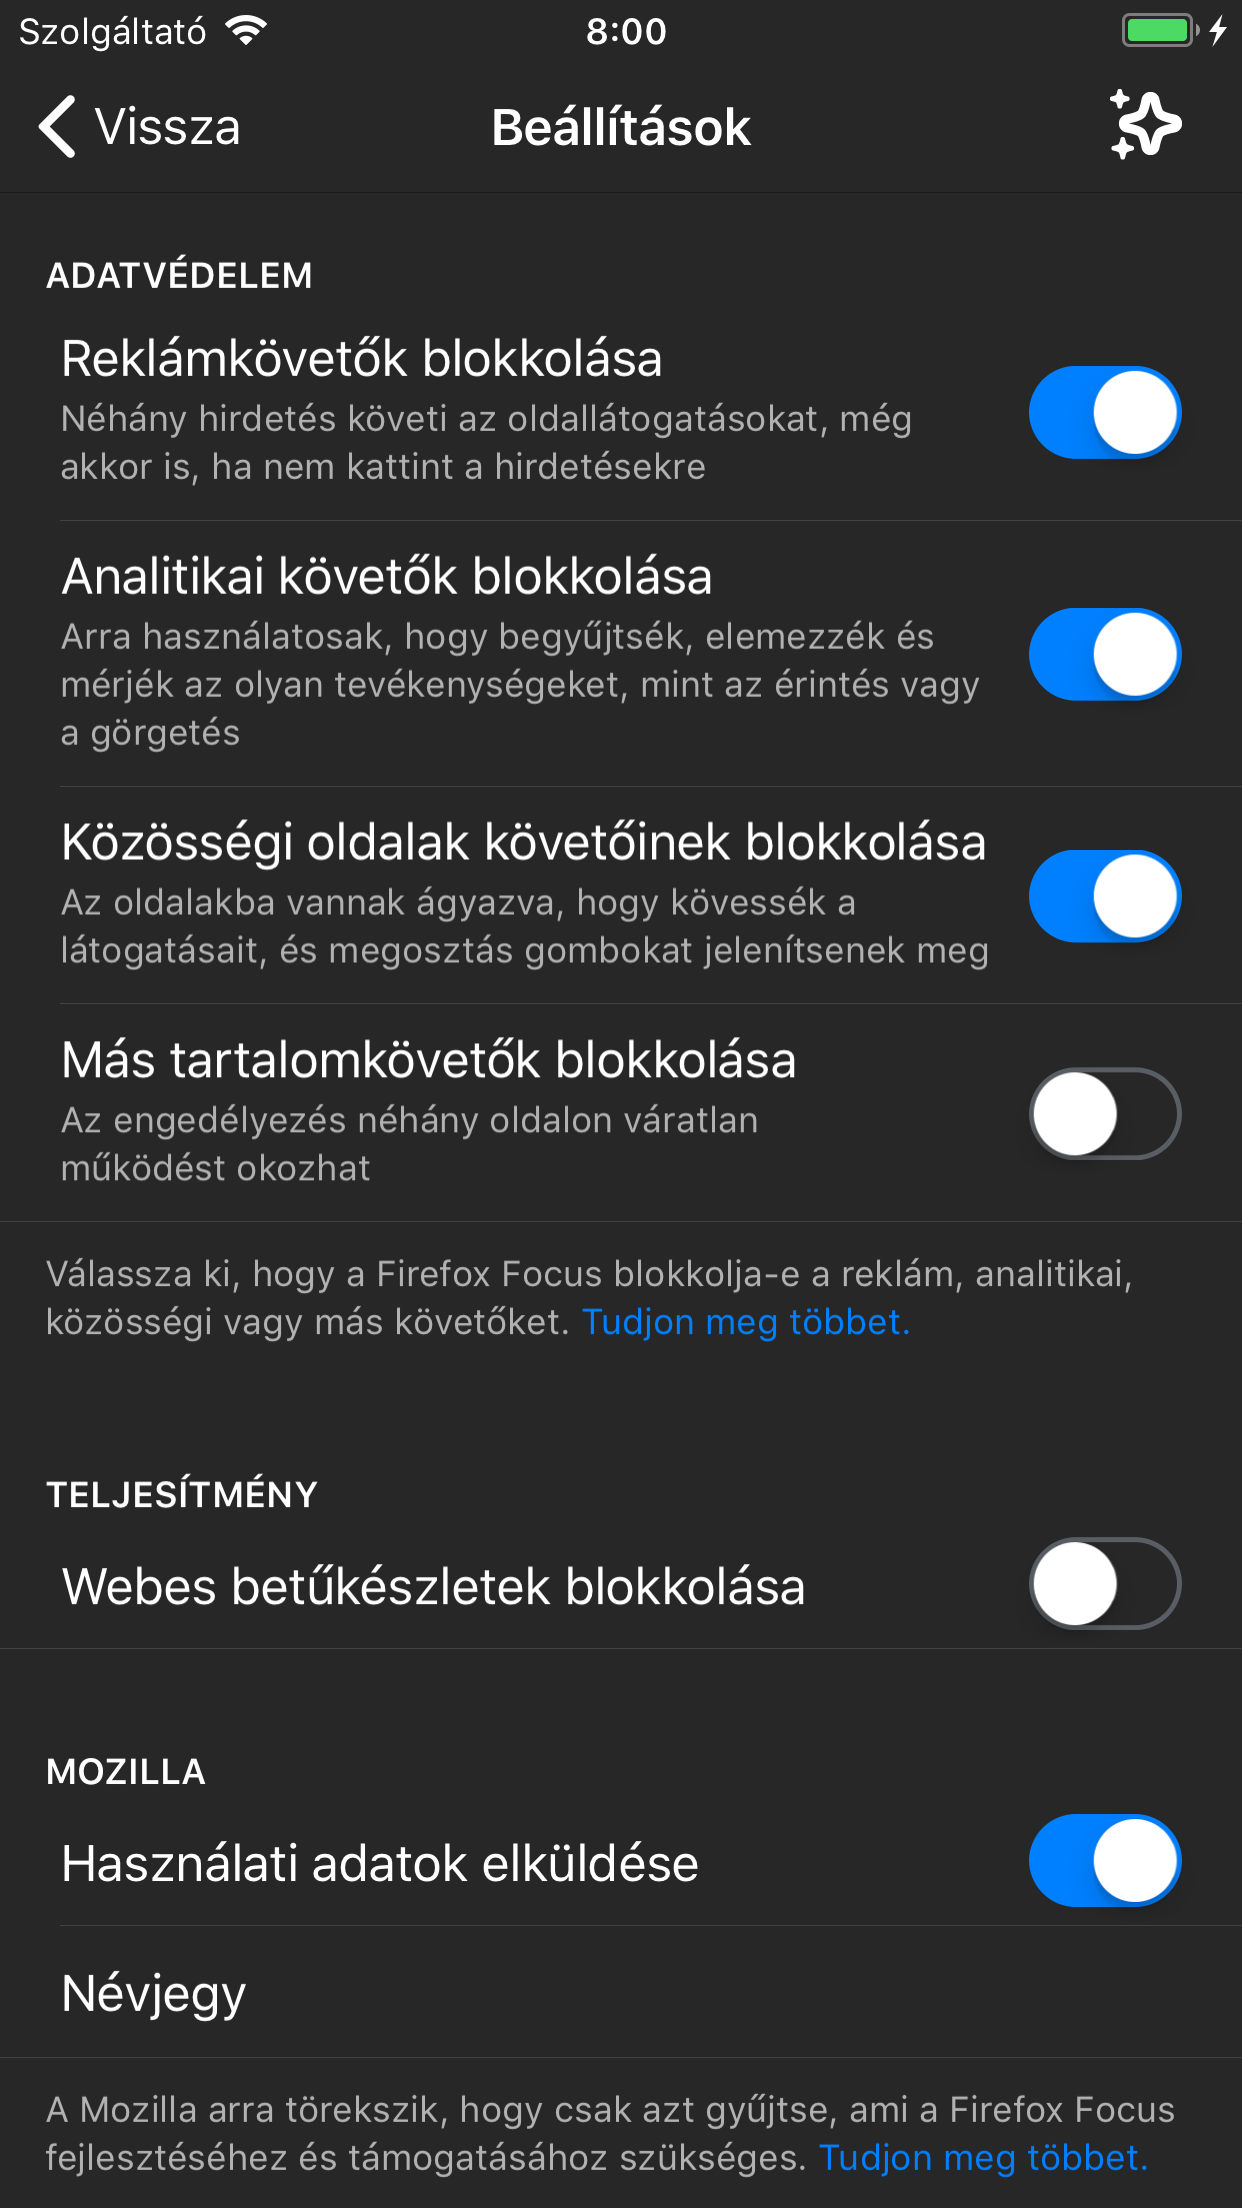 Szolgáltató
8:00
Vissza
Beállítások
ADATVÉDELEM
Reklámkövetők blokkolása
Néhány hirdetés követi az oldallátogatásokat, még
akkor is, ha nem kattint a hirdetésekre
Analitikai követők blokkolása
Arra használatosak, hogy begyűjtsék, elemezzék és
mérjék az olyan tevékenységeket, mint az érintés vagy
a görgetés
Közösségi oldalak követőinek blokkolása
Az oldalakba vannak ágyazva, hogy kövessék a
látogatásait, és megosztás gombokat jelenítsenek meg
Más tartalomkövetők blokkolása
Az engedélyezés néhány oldalon váratlan
működést okozhat
Válassza ki, hogy a Firefox Focus blokkolja-e a reklám, analitikai,
közösségi vagy más követőket. Tudjon meg többet.
TELJESÍTMÉNY
Webes betűkészletek blokkolása
MOZILLA
Használati adatok elküldése
Névjegy
A Mozilla arra törekszik, hogy csak azt gyűjtse, ami a Firefox Focus
fejlesztéséhez és támogatásához szükséges. Tudjon meg többet.